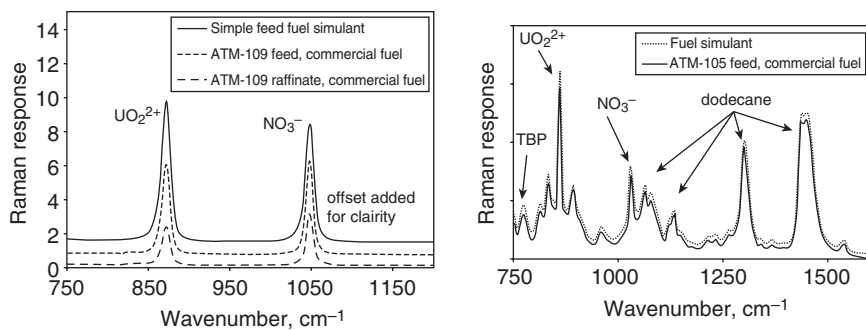 14
12
10
8
6
4
2
0
Raman response
Simple feed fuel simulant
ATM-109 feed, commercial fuel
ATM-109 raffinate, commercial fuel
UO₂²⁺
NO₃⁻
offset added
for clairity
750 850 950 1050 1150
Wavenumber, cm⁻¹
Raman response
UO₂²⁺
Fuel simulant
ATM-105 feed, commercial fuel
NO₃⁻
dodecane
TBP
750 1000 1250 1500
Wavenumber, cm⁻¹